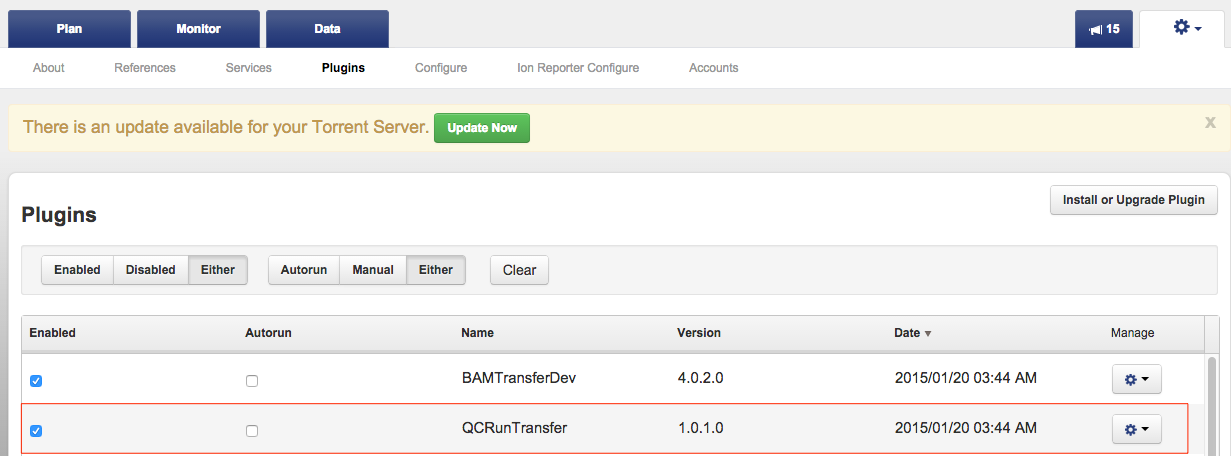 Plan Monitor Data 15
About References Services Plugins Configure Ion Reporter Configure Accounts
There is an update available for your Torrent Server. Update Now x
Install or Upgrade Plugin
Plugins
Enabled Disabled Either Autorun Manual Either Clear
Enabled Autorun Name Version Date Manage
BAMTransferDev 4.0.2.0 2015/01/20 03:44 AM
QCRunTransfer 1.0.1.0 2015/01/20 03:44 AM